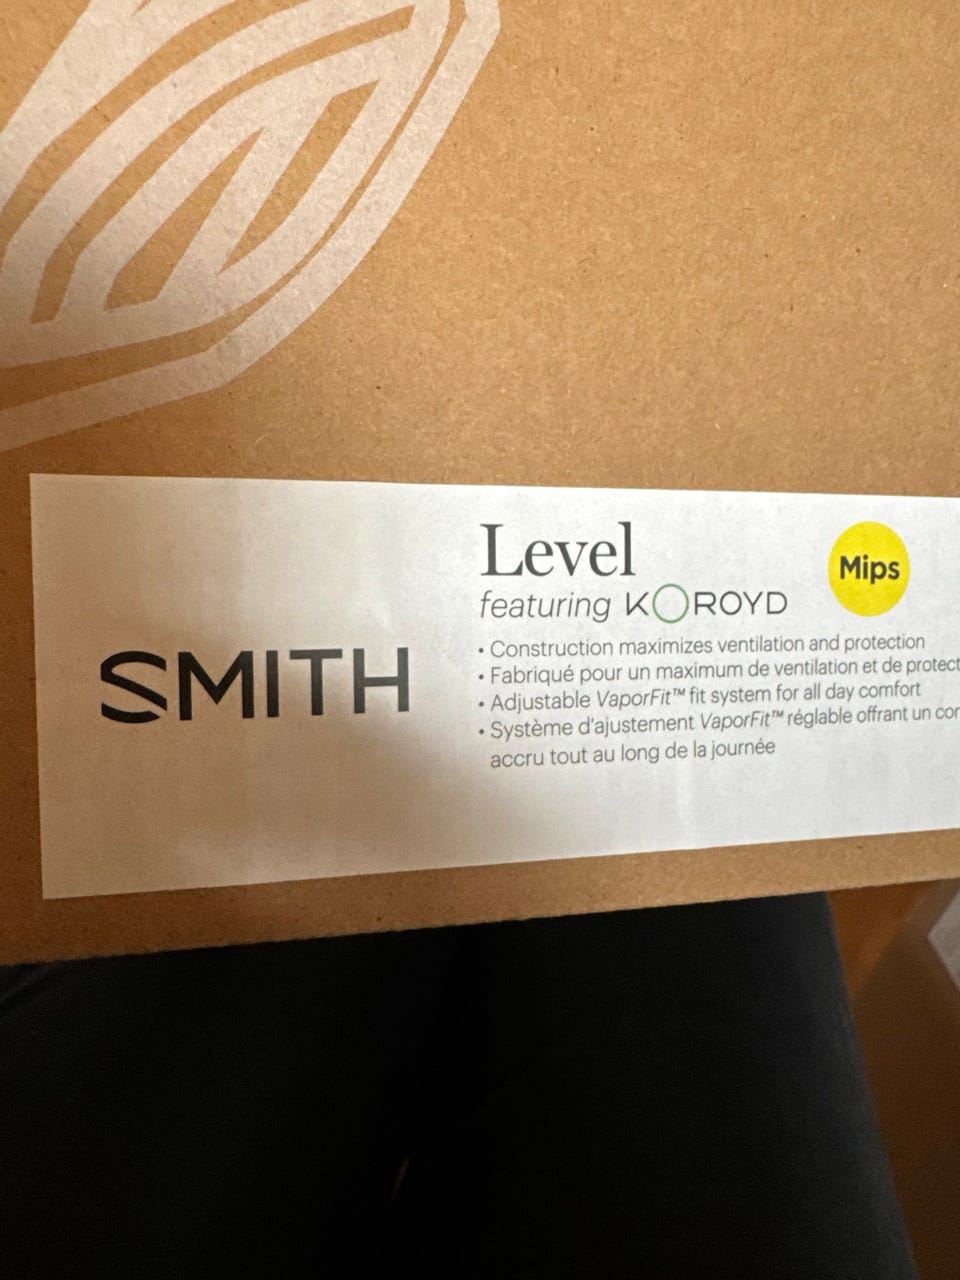 Level
Mips
featuring KOROYD
SMITH
• Construction maximizes ventilation and protection
• Fabriqué pour un maximum de ventilation et de protect
• Adjustable VaporFit™ fit system for all day comfort
• Système d'ajustement VaporFit™ réglable offrant un con
accru tout au long de la journée